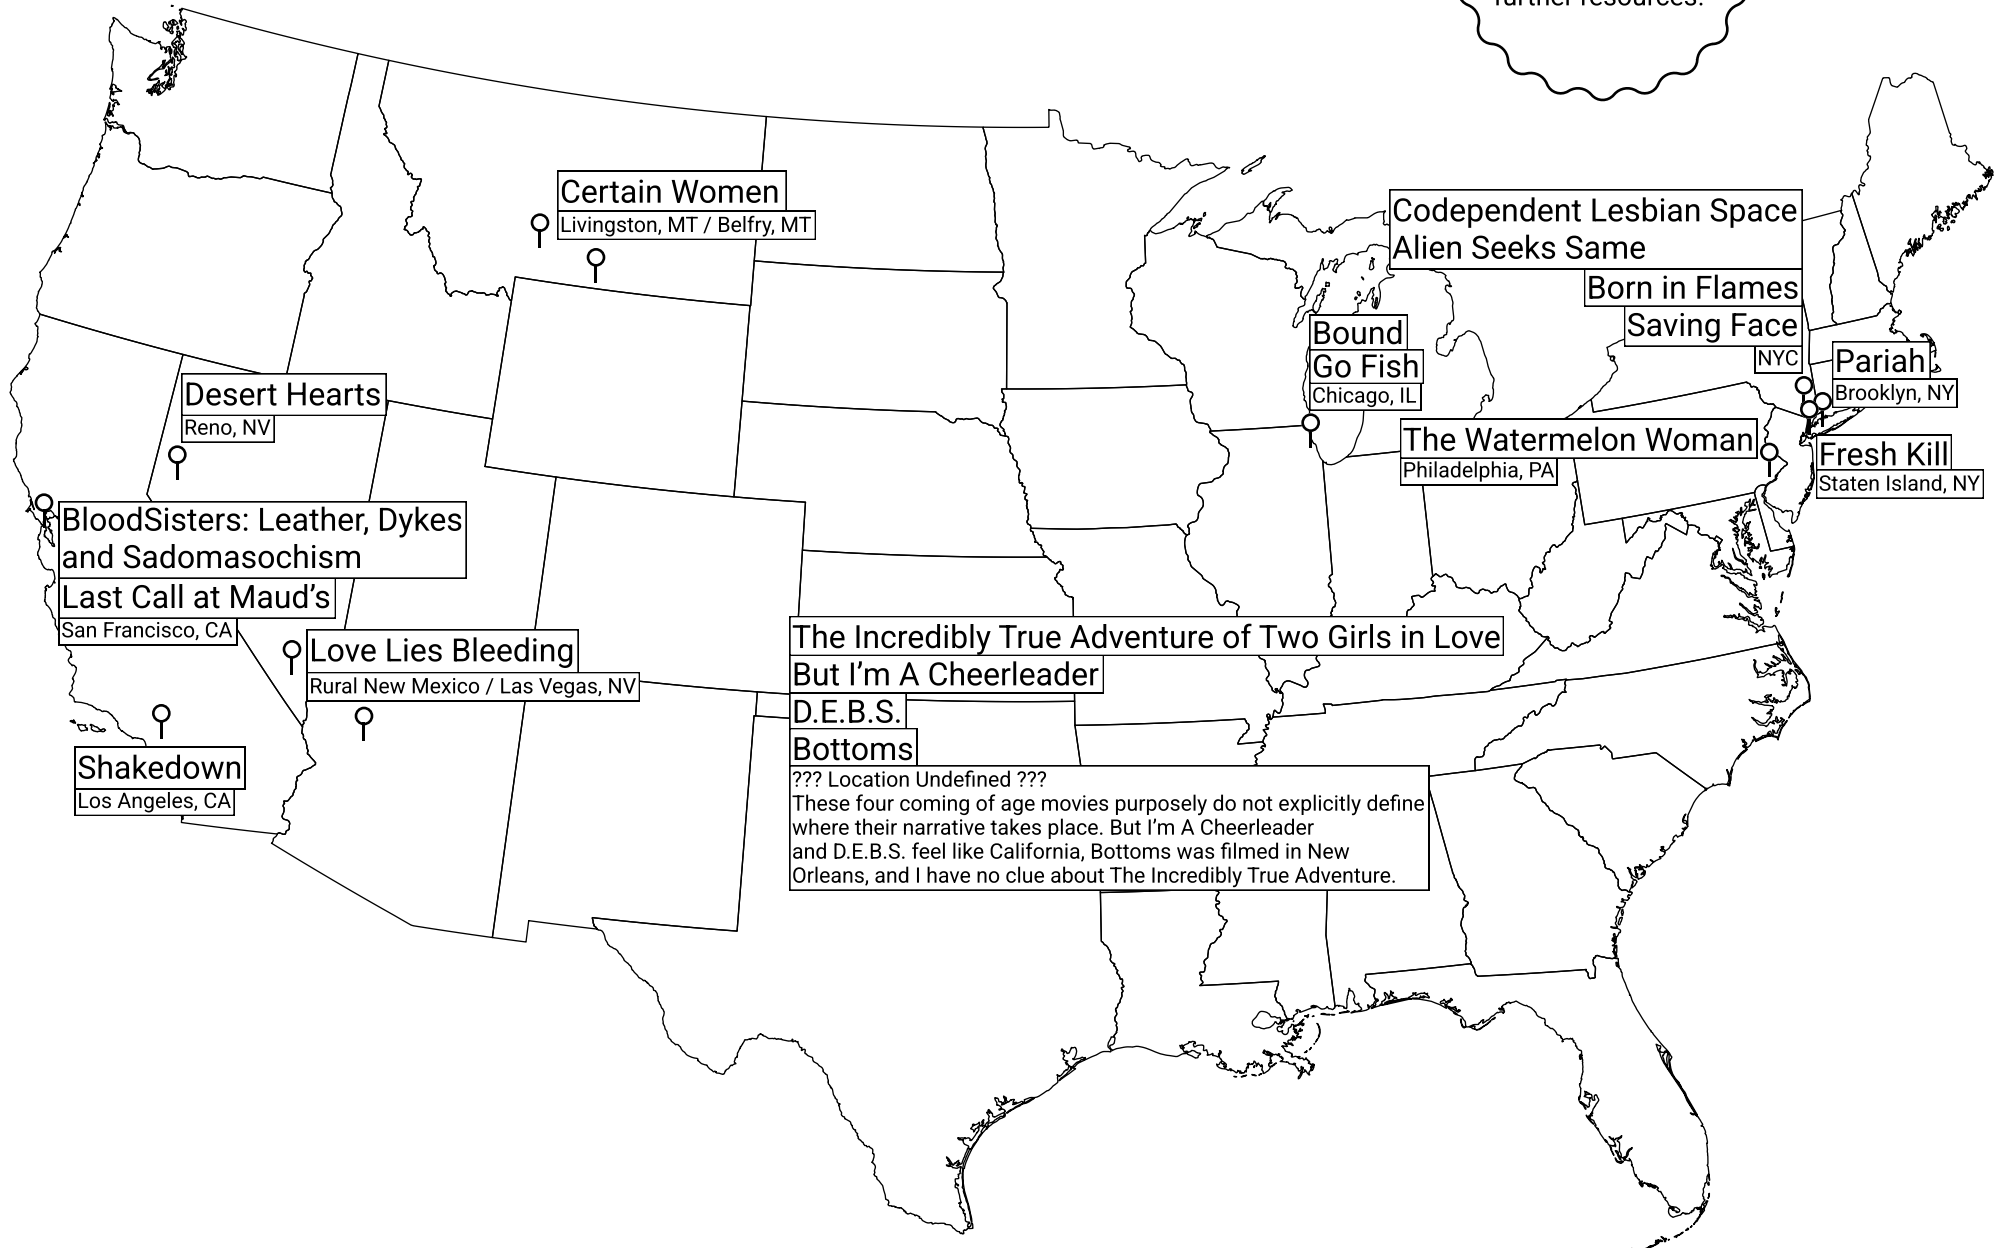 further resources.
Certain Women
Livingston, MT / Belfry, MT
Codependent Lesbian Space
Alien Seeks Same
Born in Flames
Saving Face
NYC
Bound
Go Fish
Chicago, IL
Pariah
Brooklyn, NY
Desert Hearts
Reno, NV
The Watermelon Woman
Philadelphia, PA
Fresh Kill
Staten Island, NY
BloodSisters: Leather, Dykes
and Sadomasochism
Last Call at Maud’s
San Francisco, CA
Love Lies Bleeding
Rural New Mexico / Las Vegas, NV
The Incredibly True Adventure of Two Girls in Love
But I’m A Cheerleader
D.E.B.S.
Bottoms
??? Location Undefined ???
These four coming of age movies purposely do not explicitly define
where their narrative takes place. But I’m A Cheerleader
and D.E.B.S. feel like California, Bottoms was filmed in New
Orleans, and I have no clue about The Incredibly True Adventure.
Shakedown
Los Angeles, CA